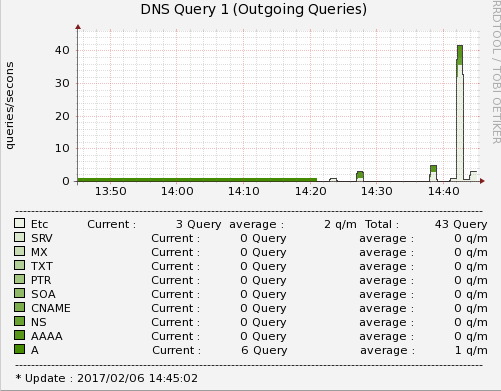 DNS Query 1 (Outgoing Queries)
RRDTOOL / TOBI OETIKER
queries/secons
40
30
20
10
0
13:50 14:00 14:10 14:20 14:30 14:40
Etc Current : 3 Query average : 2 q/m Total : 43 Query
SRV Current : 0 Query average : 0 q/m
MX Current : 0 Query average : 0 q/m
TXT Current : 0 Query average : 0 q/m
PTR Current : 0 Query average : 0 q/m
SOA Current : 0 Query average : 0 q/m
CNAME Current : 0 Query average : 0 q/m
NS Current : 0 Query average : 0 q/m
AAAA Current : 0 Query average : 0 q/m
A Current : 6 Query average : 1 q/m
* Update : 2017/02/06 14:45:02